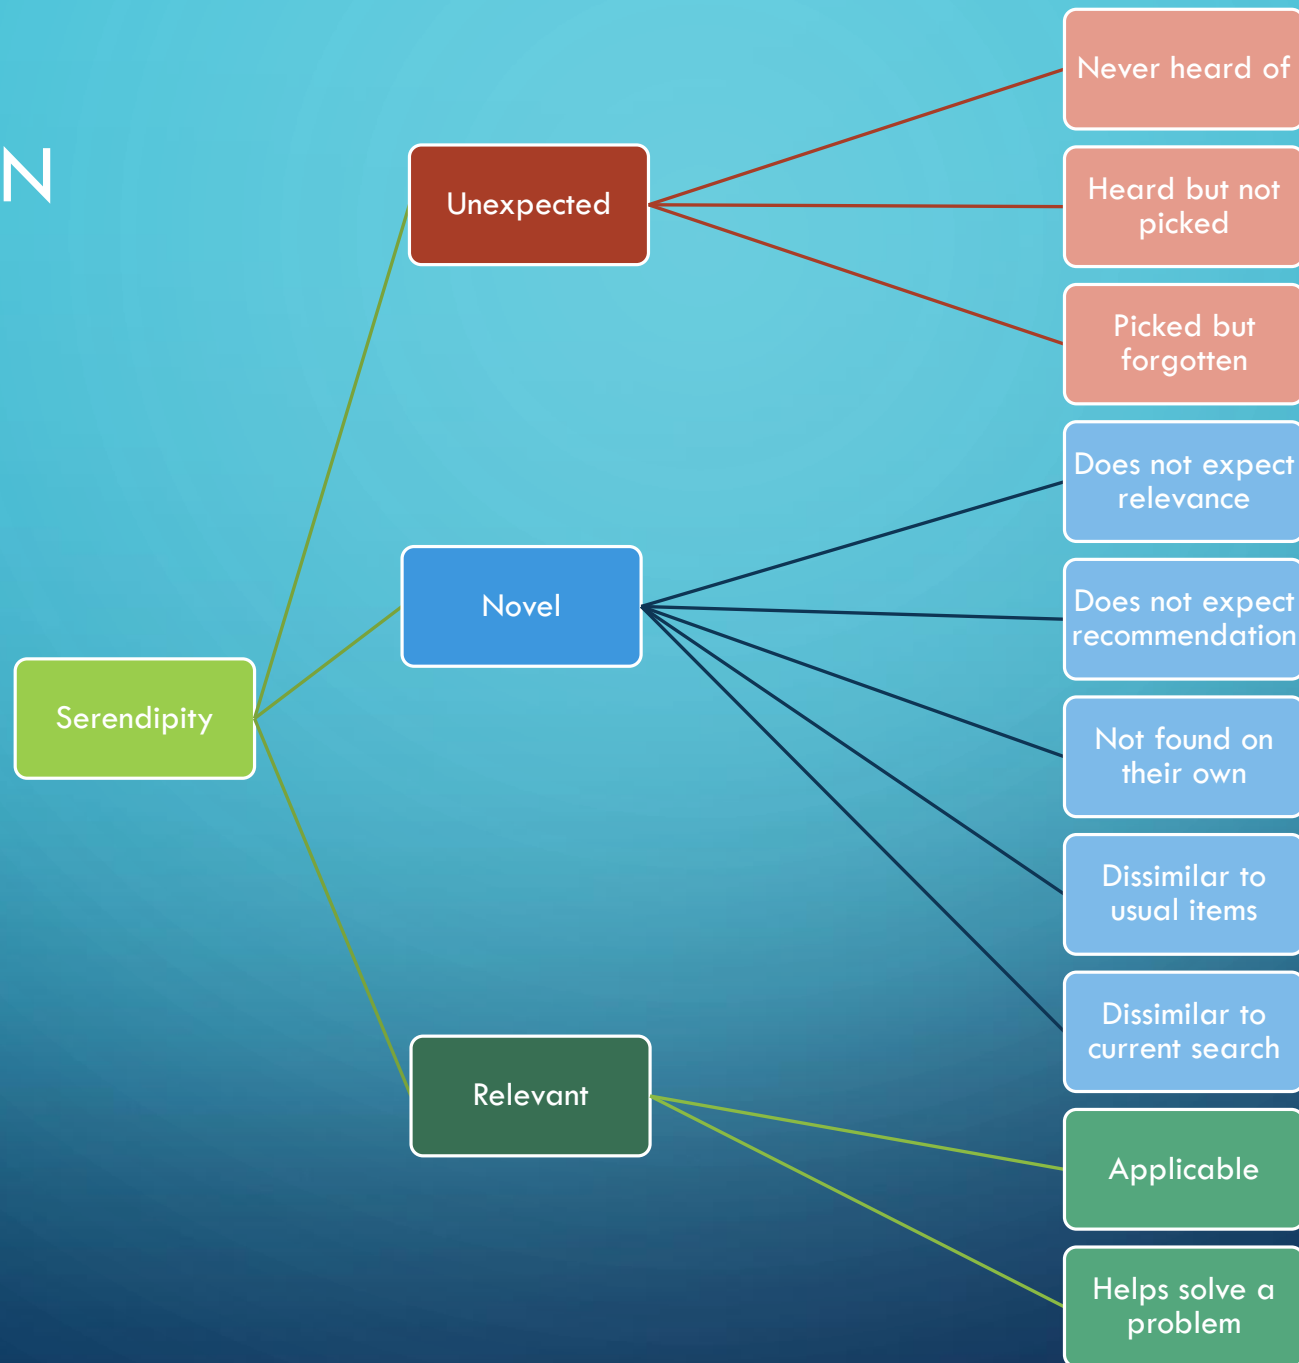 N
Serendipity
Unexpected
Novel
Relevant
Never heard of
Heard but not
picked
Picked but
forgotten
Does not expect
relevance
Does not expect
recommendation
Not found on
their own
Dissimilar to
usual items
Dissimilar to
current search
Applicable
Helps solve a
problem